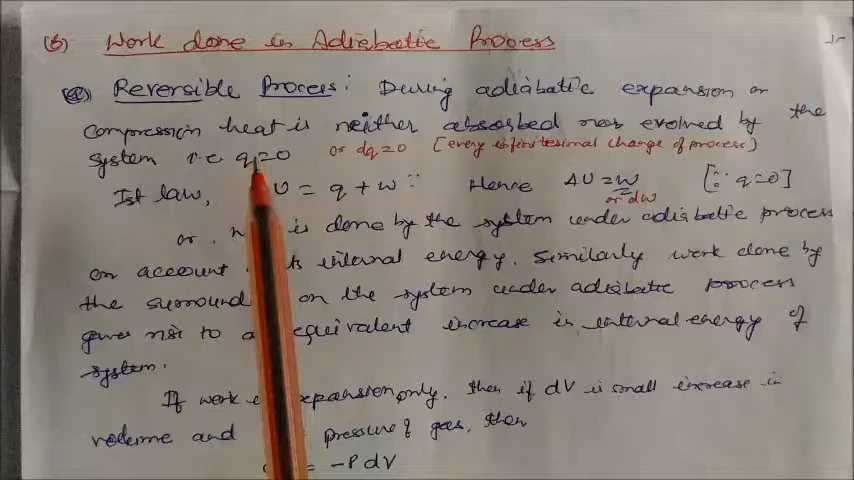 (B) Work done in Adiabatic Process
(a) Reversible Process: During adiabatic expansion or
compression heat is neither absorbed nor evolved by the
system i.e q=0 or dq=0 [every infinitesimal change of process]
Ist law, U = q + w ∵ Hence ΔU = w [∵ q=0]
or dw
or, is done by the system under adiabatic process
on account its internal energy. Similarly work done by
the surround on the system under adiabatic process
gives rise to a equivalent increase in internal energy of
system.
If work expansion only. then if dV is small increase in
volume and pressure of gas, then
= -PdV